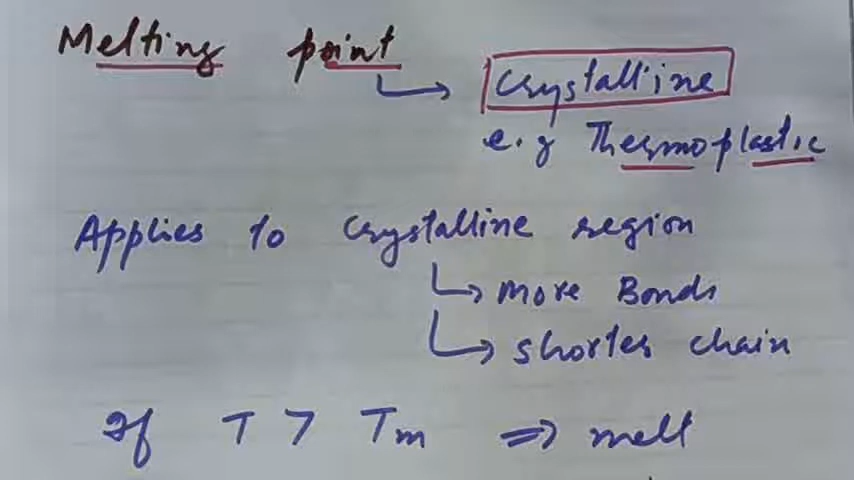 Melting point
↳ Crystalline
e.g Thermoplastic
Applies to Crystalline region
↳ More Bonds
↳ shorter chain
If T > Tm ⇒ melt